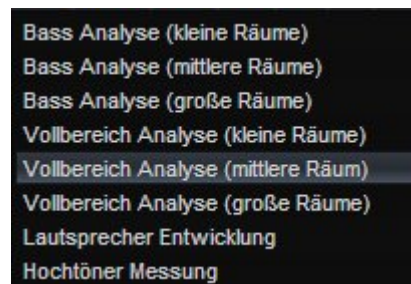 Bass Analyse (kleine Räume)
Bass Analyse (mittlere Räume)
Bass Analyse (große Räume)
Vollbereich Analyse (kleine Räume)
Vollbereich Analyse (mittlere Räum)
Vollbereich Analyse (große Räume)
Lautsprecher Entwicklung
Hochtöner Messung